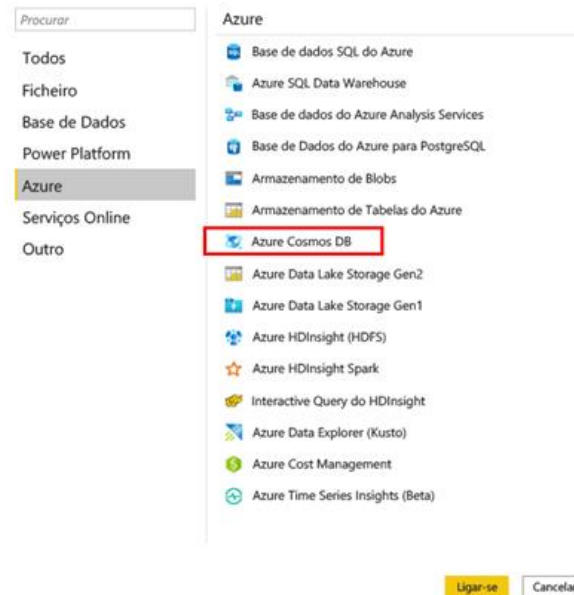 Procurar
Todos
Ficheiro
Base de Dados
Power Platform
Azure
Serviços Online
Outro
Azure
Base de dados SQL do Azure
Azure SQL Data Warehouse
Base de dados do Azure Analysis Services
Base de Dados do Azure para PostgreSQL
Armazenamento de Blobs
Armazenamento de Tabelas do Azure
Azure Cosmos DB
Azure Data Lake Storage Gen2
Azure Data Lake Storage Gen1
Azure HDInsight (HDFS)
Azure HDInsight Spark
Interactive Query do HDInsight
Azure Data Explorer (Kusto)
Azure Cost Management
Azure Time Series Insights (Beta)
Ligar-se
Cancelar